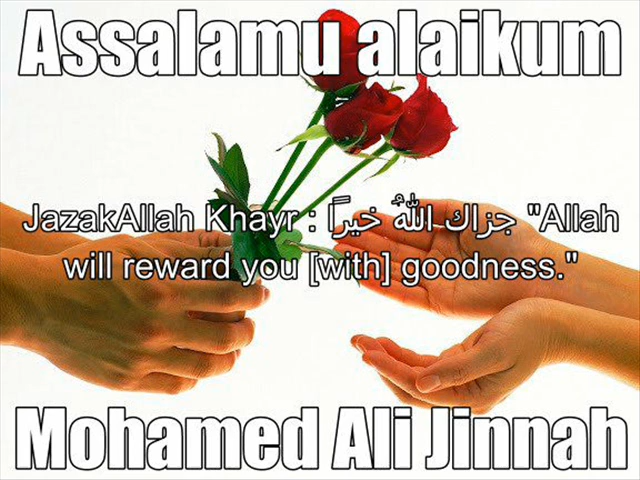 Assalamu alaikum
JazakAllah Khayr : جزاك اللهُ خيراً "Allah
will reward you [with] goodness."
Mohamed Ali Jinnah